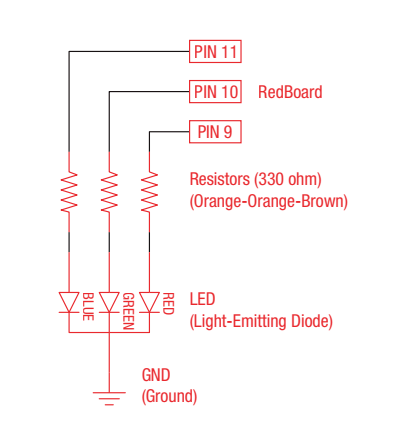 PIN 11
PIN 10 RedBoard
PIN 9
Resistors (330 ohm)
(Orange-Orange-Brown)
BLUE
GREEN
RED
LED
(Light-Emitting Diode)
GND
(Ground)